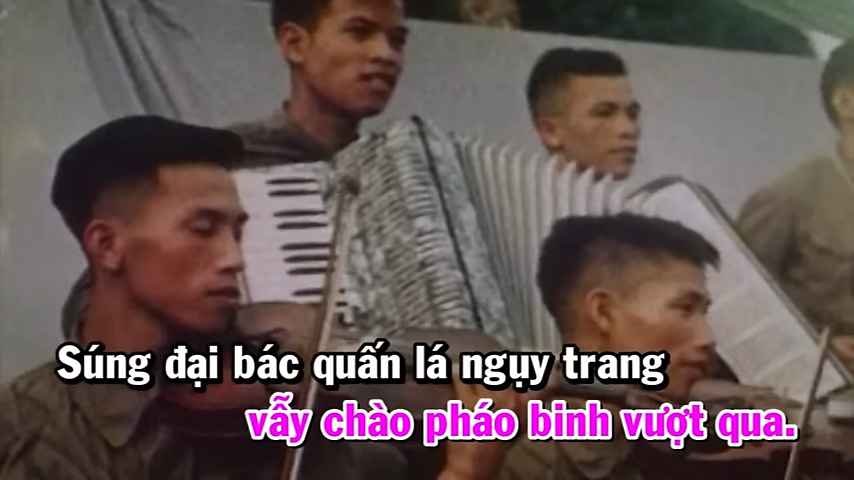 Súng đại bác quấn lá ngụy trang
vẫy chào pháo binh vượt qua.